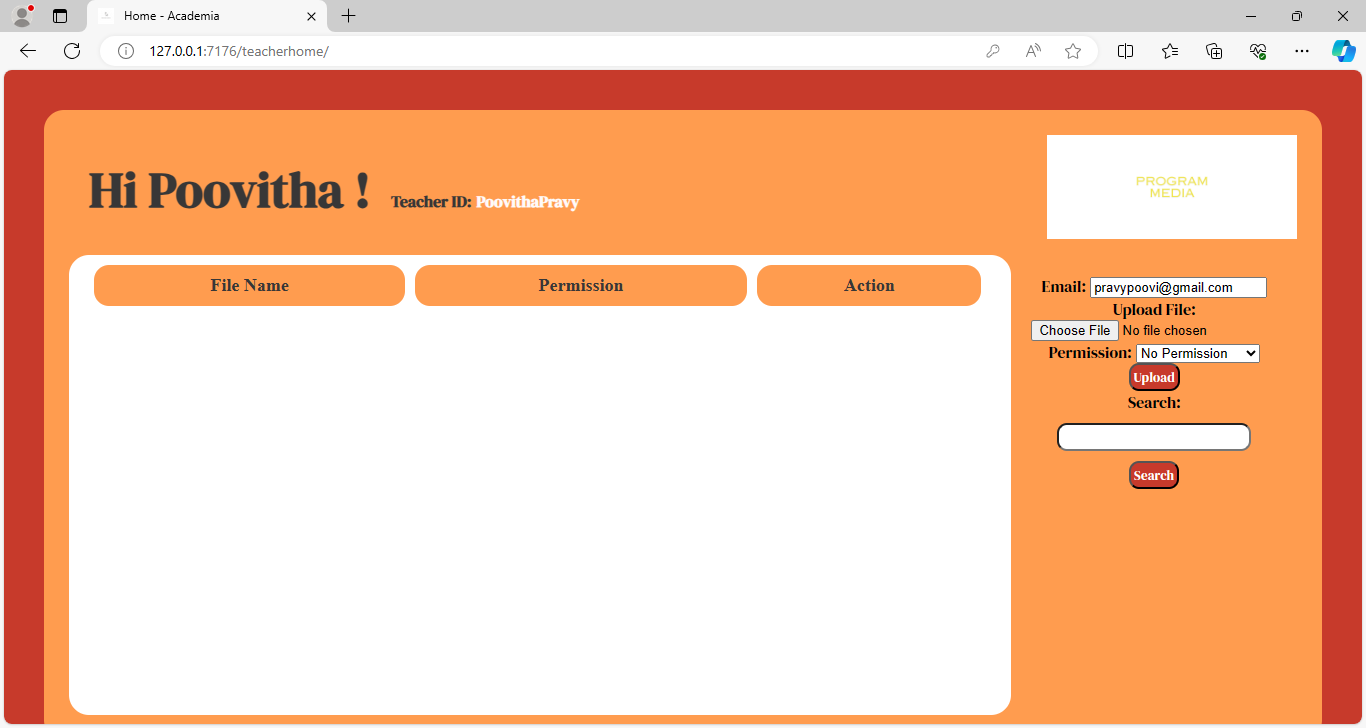 Home - Academia
127.0.0.1:7176/teacherhome/
PROGRAM
MEDIA
Hi Poovitha !
Teacher ID: PoovithaPravy
File Name Permission Action
Email: pravypoovi@gmail.com
Upload File:
Choose File No file chosen
Permission: No Permission
Upload
Search:
Search